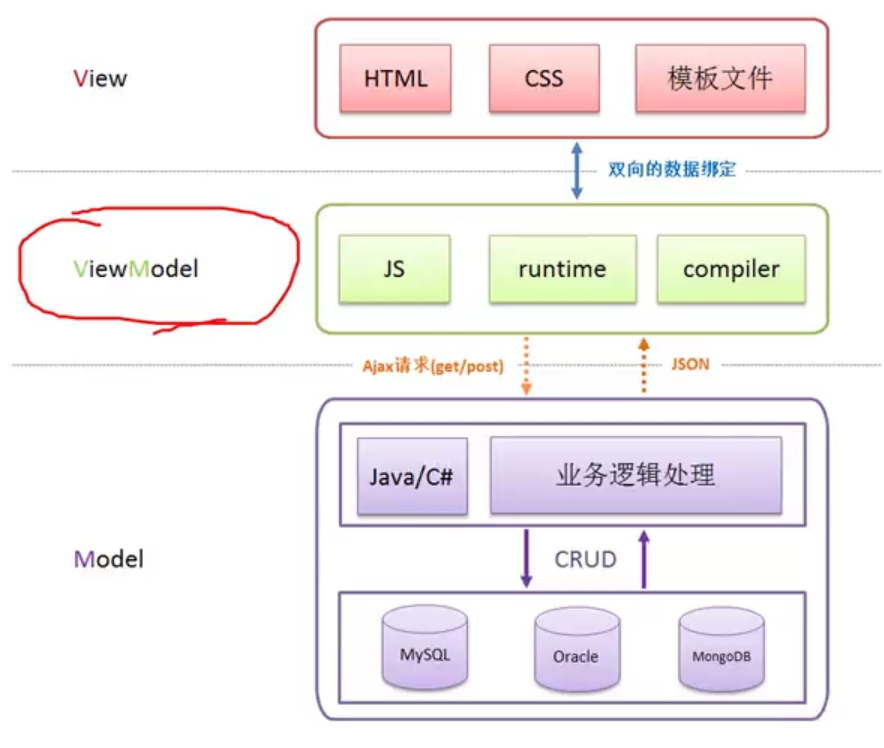 View
HTML
CSS
模板文件
双向的数据绑定
ViewModel
JS
runtime
compiler
Ajax请求(get/post)
JSON
Model
Java/C#
业务逻辑处理
CRUD
MySQL
Oracle
MongoDB